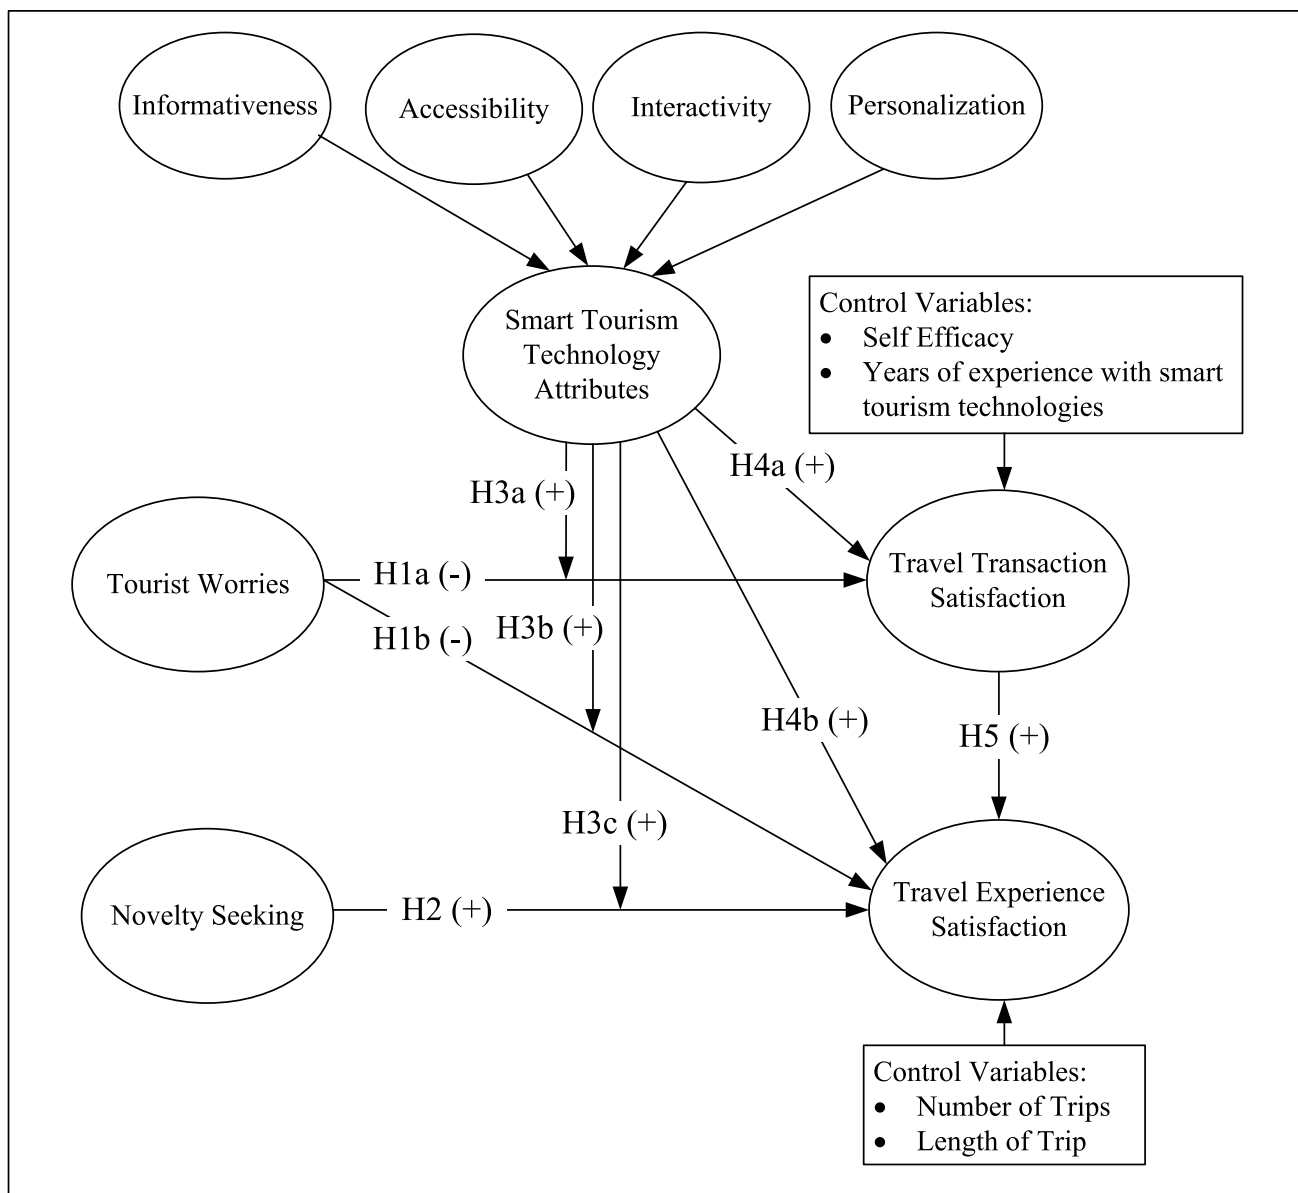 Informativeness
Accessibility
Interactivity
Personalization
Smart Tourism
Technology
Attributes
Control Variables:
• Self Efficacy
• Years of experience with smart
tourism technologies
H4a (+)
H3a (+)
Tourist Worries
H1a (-)
Travel Transaction
Satisfaction
H3b (+)
H1b (-)
H4b (+)
H5 (+)
H3c (+)
Novelty Seeking
H2 (+)
Travel Experience
Satisfaction
Control Variables:
• Number of Trips
• Length of Trip